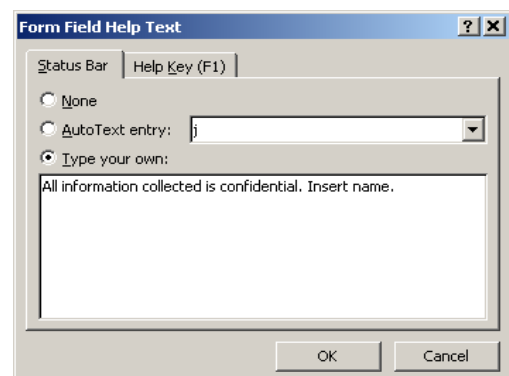 Form Field Help Text
Status Bar Help Key (F1)
None
AutoText entry: j
Type your own:
All information collected is confidential. Insert name.
OK Cancel